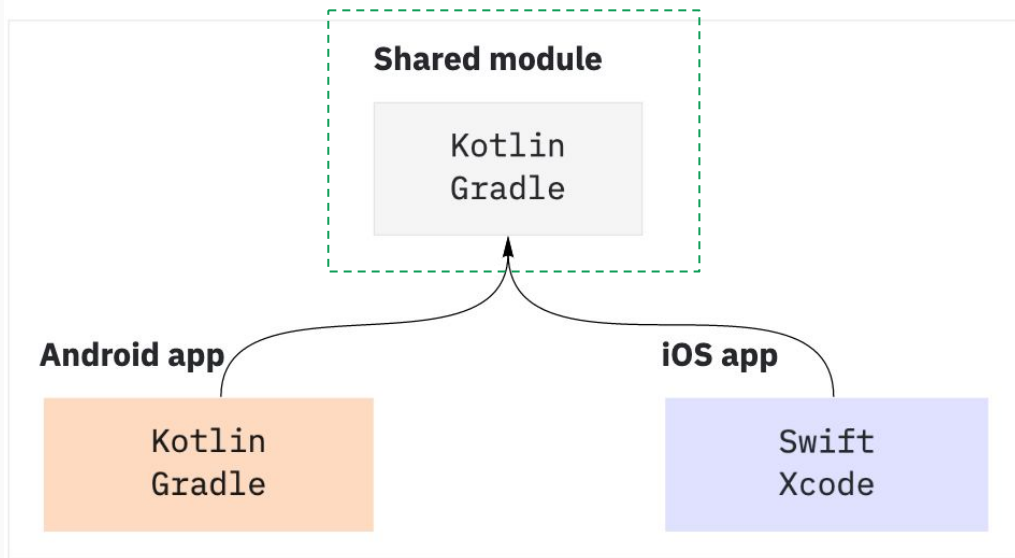 Shared module
Kotlin
Gradle
Android app
Kotlin
Gradle
iOS app
Swift
Xcode